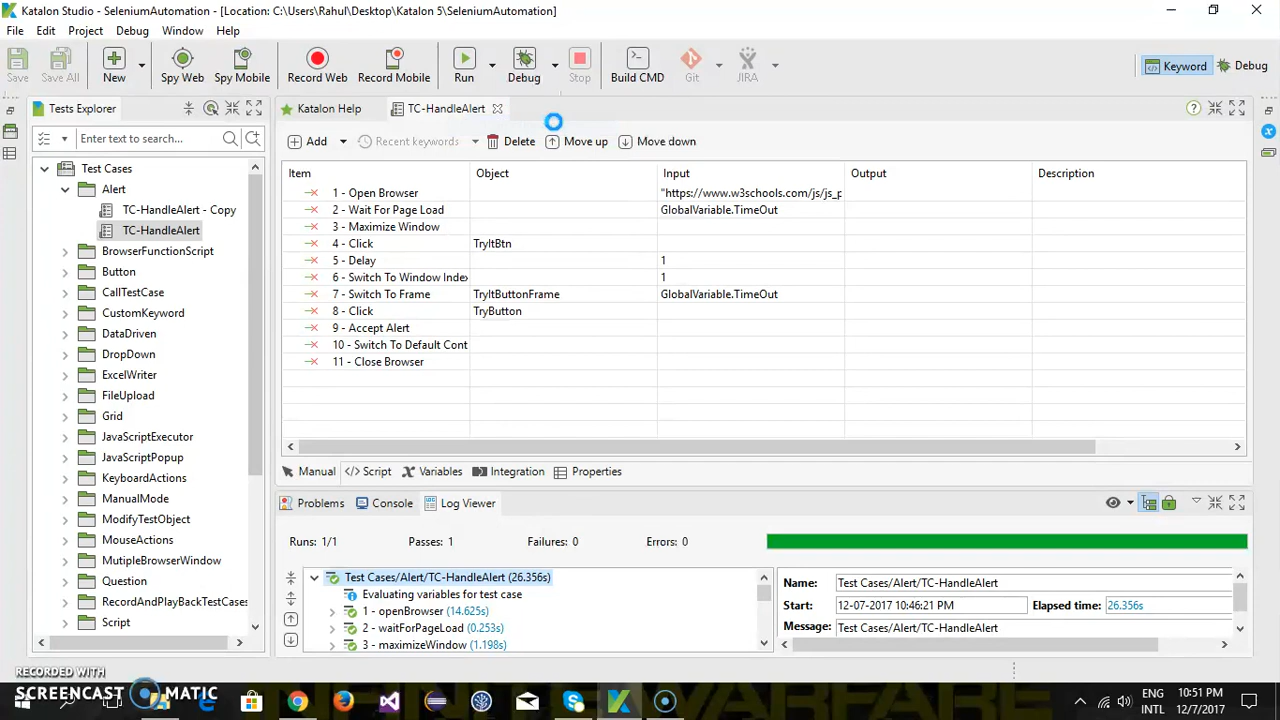 Katalon Studio - SeleniumAutomation - [Location: C:\Users\Rahul\Desktop\Katalon 5\SeleniumAutomation]
File Edit Project Debug Window Help
Save Save All New Spy Web Spy Mobile Record Web Record Mobile Run Debug Stop Build CMD Git JIRA Keyword Debug
Tests Explorer
Katalon Help TC-HandleAlert
Enter text to search...
Add Recent keywords Delete Move up Move down
Item Object Input Output Description
1 - Open Browser "https://www.w3schools.com/js/js_p
2 - Wait For Page Load GlobalVariable.TimeOut
3 - Maximize Window
4 - Click TryItBtn
5 - Delay 1
6 - Switch To Window Index 1
7 - Switch To Frame TryItButtonFrame GlobalVariable.TimeOut
8 - Click TryButton
9 - Accept Alert
10 - Switch To Default Cont
11 - Close Browser
Test Cases
Alert
TC-HandleAlert - Copy
TC-HandleAlert
BrowserFunctionScript
Button
CallTestCase
CustomKeyword
DataDriven
DropDown
ExcelWriter
FileUpload
Grid
JavaScriptExecutor
JavaScriptPopup
KeyboardActions
ManualMode
ModifyTestObject
MouseActions
MutipleBrowserWindow
Question
RecordAndPlayBackTestCases
Script
Manual </> Script Variables Integration Properties
Problems Console Log Viewer
Runs: 1/1 Passes: 1 Failures: 0 Errors: 0
Test Cases/Alert/TC-HandleAlert (26.356s)
Evaluating variables for test case
1 - openBrowser (14.625s)
2 - waitForPageLoad (0.253s)
3 - maximizeWindow (1.198s)
Name: Test Cases/Alert/TC-HandleAlert
Start: 12-07-2017 10:46:21 PM Elapsed time: 26.356s
Message: Test Cases/Alert/TC-HandleAlert
RECORDED WITH
SCREENCAST MATIC
ENG
INTL
10:51 PM
12/7/2017